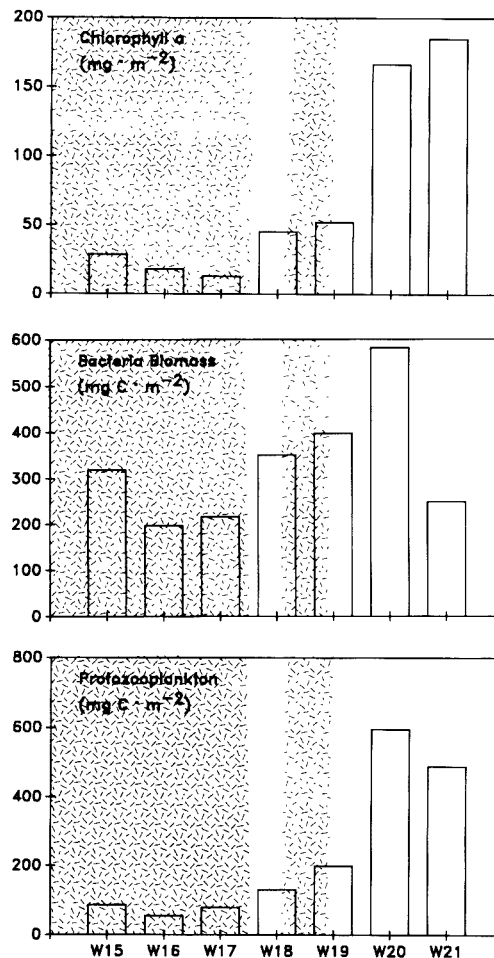 Chlorophyll a
(mg · m⁻²)
200
150
100
50
0
Bacteria Biomass
(mg C · m⁻²)
600
500
400
300
200
100
0
Protozooplankton
(mg C · m⁻²)
800
600
400
200
0
W15 W16 W17 W18 W19 W20 W21